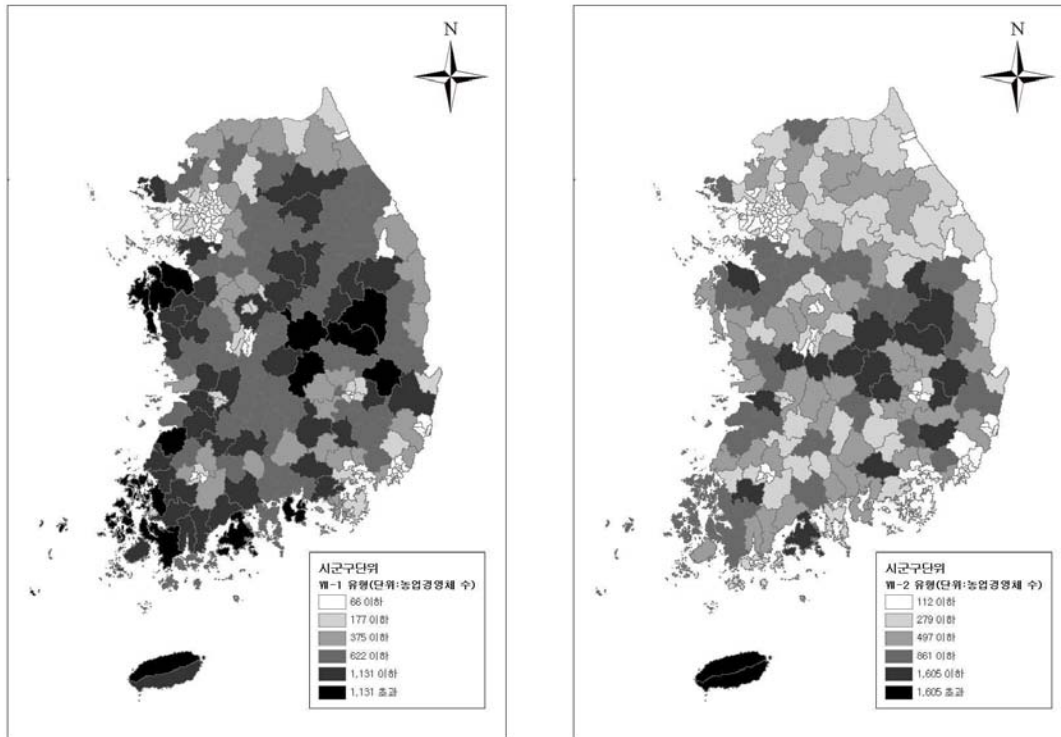 N
시군구단위
Ⅷ-1 유형(단위:농업경영체 수)
66 이하
177 이하
375 이하
622 이하
1,131 이하
1,131 초과
N
시군구단위
Ⅷ-2 유형(단위:농업경영체 수)
112 이하
279 이하
497 이하
861 이하
1,605 이하
1,605 초과